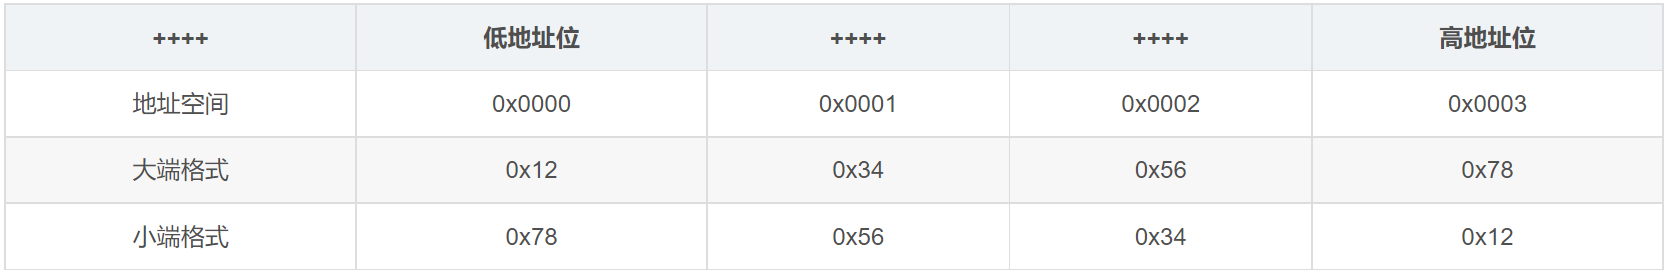 ++++ 低地址位 ++++ ++++ 高地址位
地址空间 0x0000 0x0001 0x0002 0x0003
大端格式 0x12 0x34 0x56 0x78
小端格式 0x78 0x56 0x34 0x12